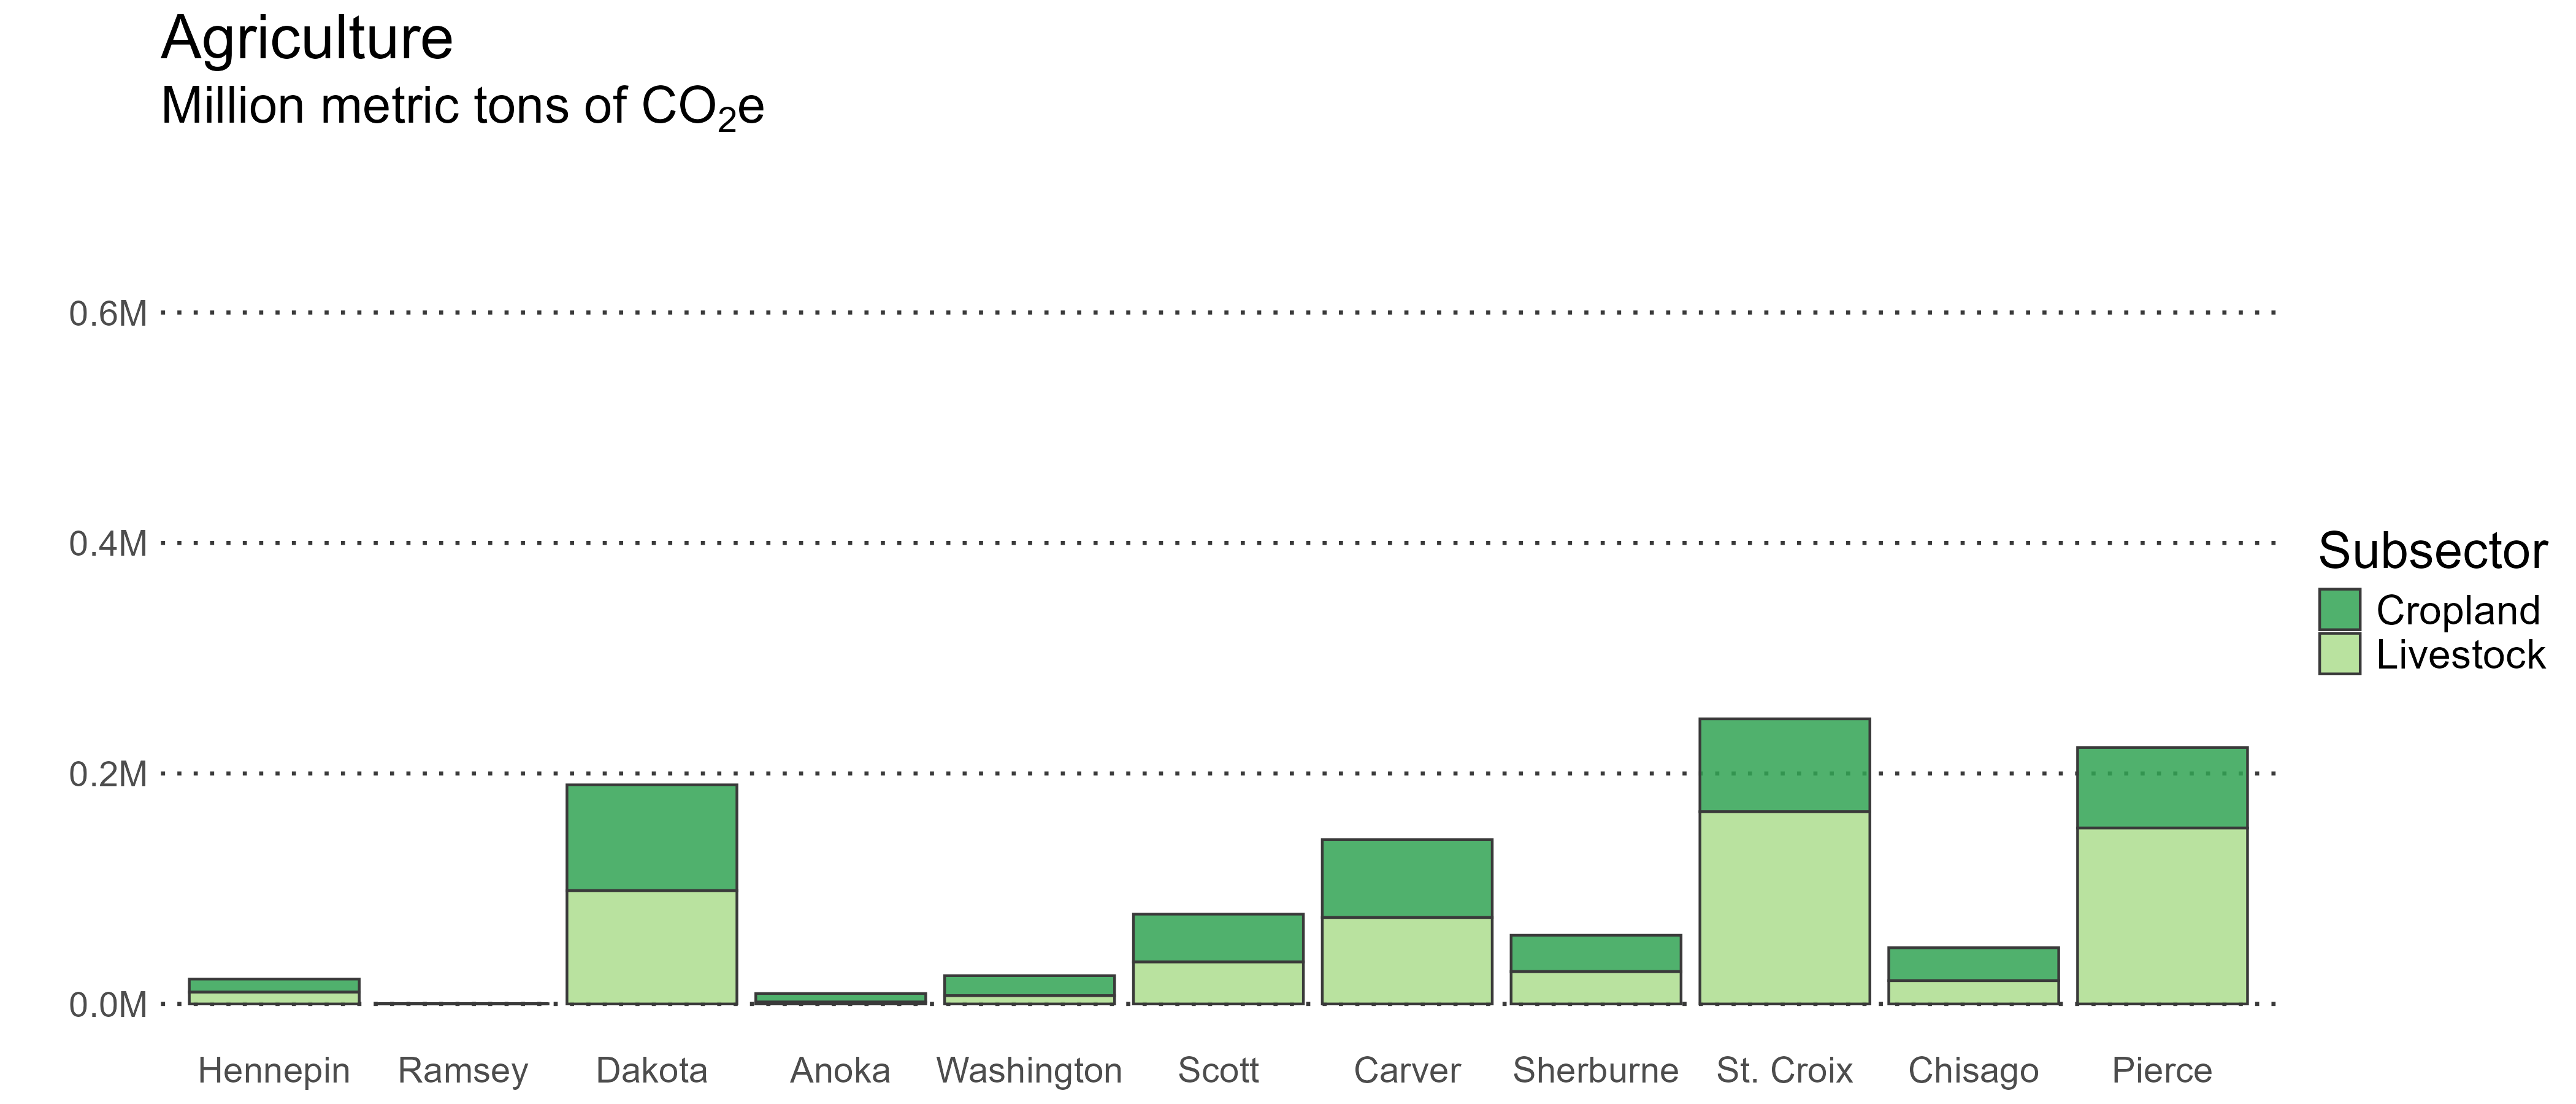 Agriculture
Million metric tons of CO₂e
0.6M
0.4M
0.2M
0.0M
Hennepin Ramsey Dakota Anoka Washington Scott Carver Sherburne St. Croix Chisago Pierce
Subsector
Cropland
Livestock